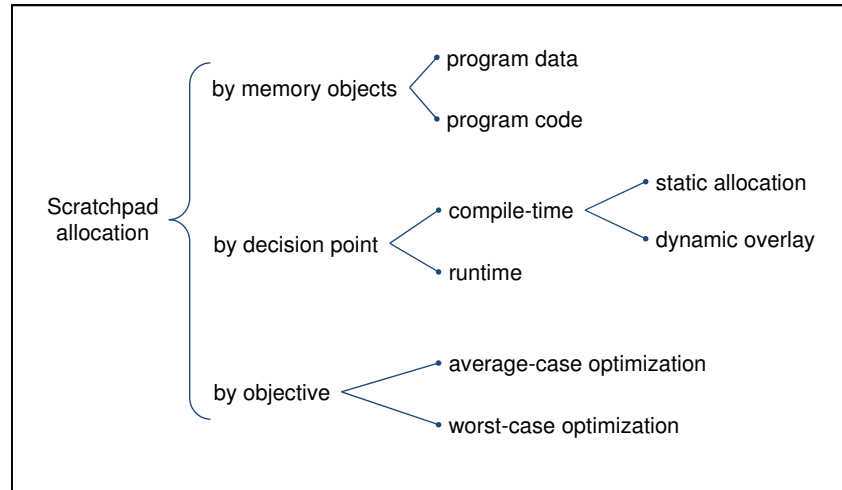 Scratchpad
allocation
by memory objects
program data
program code
by decision point
compile-time
static allocation
dynamic overlay
runtime
by objective
average-case optimization
worst-case optimization